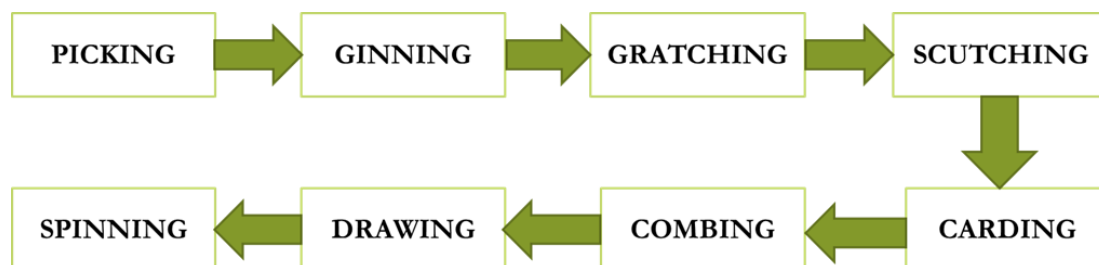 PICKING
GINNING
GRATCHING
SCUTCHING
CARDING
COMBING
DRAWING
SPINNING